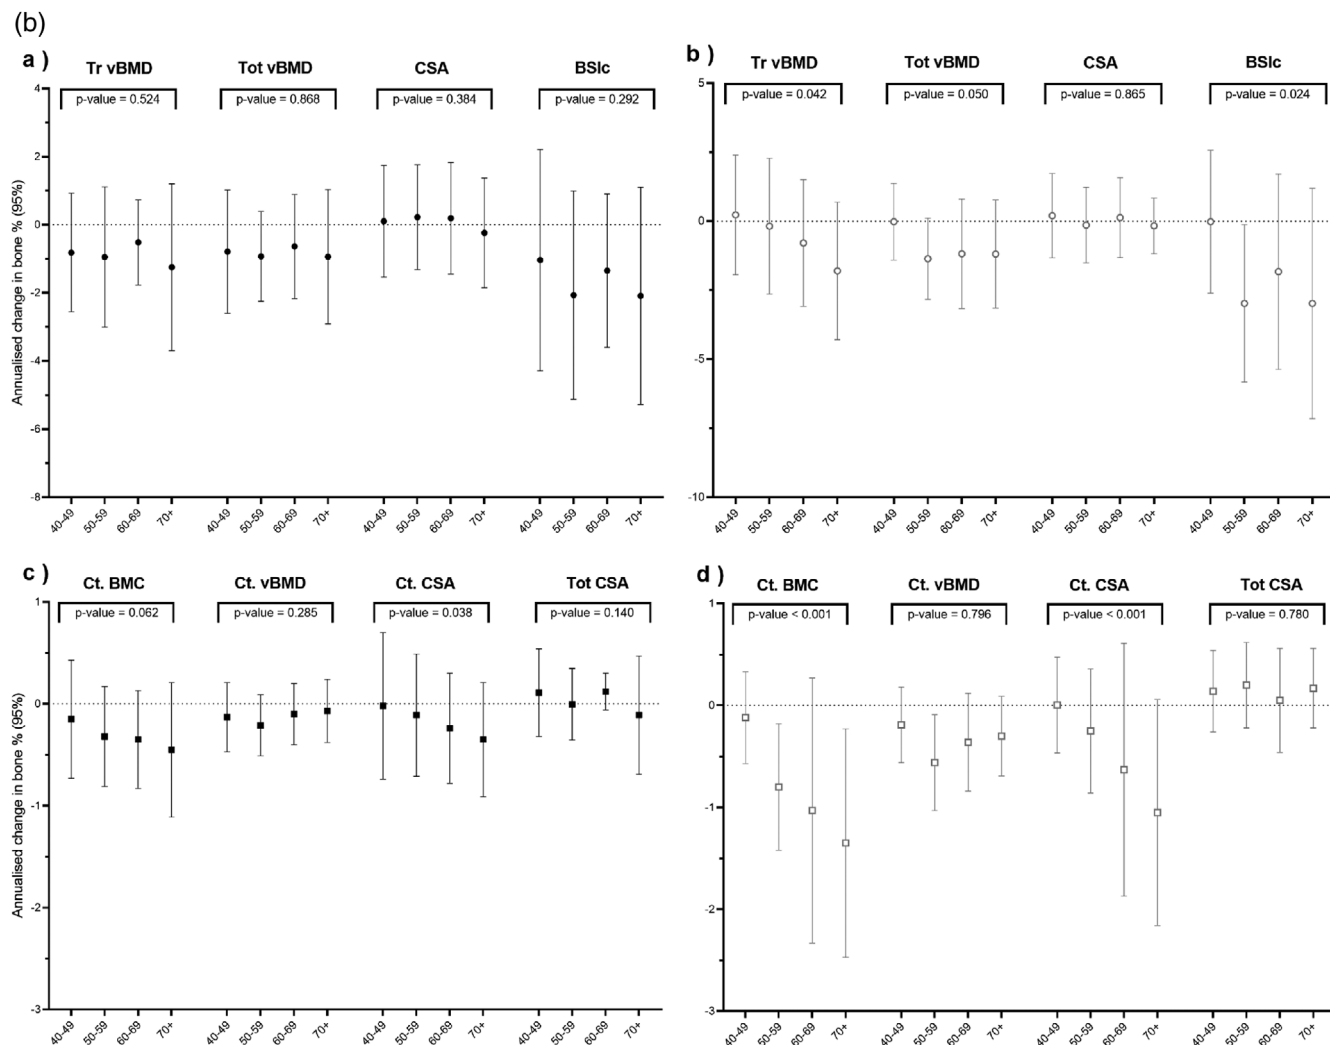 (b)
a )
Tr vBMD
Tot vBMD
CSA
BSIc
p-value = 0.524
p-value = 0.868
p-value = 0.384
p-value = 0.292
Annualised change in bone % (95%)
4
2
0
-2
-4
-6
-8
40-49
50-59
60-69
70+
40-49
50-59
60-69
70+
40-49
50-59
60-69
70+
40-49
50-59
60-69
70+
b )
Tr vBMD
Tot vBMD
CSA
BSIc
p-value = 0.042
p-value = 0.050
p-value = 0.865
p-value = 0.024
5
0
-5
-10
40-49
50-59
60-69
70+
40-49
50-59
60-69
70+
40-49
50-59
60-69
70+
40-49
50-59
60-69
70+
c )
Ct. BMC
Ct. vBMD
Ct. CSA
Tot CSA
p-value = 0.062
p-value = 0.285
p-value = 0.038
p-value = 0.140
Annualised change in bone % (95%)
1
0
-1
-2
-3
40-49
50-59
60-69
70+
40-49
50-59
60-69
70+
40-49
50-59
60-69
70+
40-49
50-59
60-69
70+
d )
Ct. BMC
Ct. vBMD
Ct. CSA
Tot CSA
p-value < 0.001
p-value = 0.796
p-value < 0.001
p-value = 0.780
1
0
-1
-2
-3
40-49
50-59
60-69
70+
40-49
50-59
60-69
70+
40-49
50-59
60-69
70+
40-49
50-59
60-69
70+